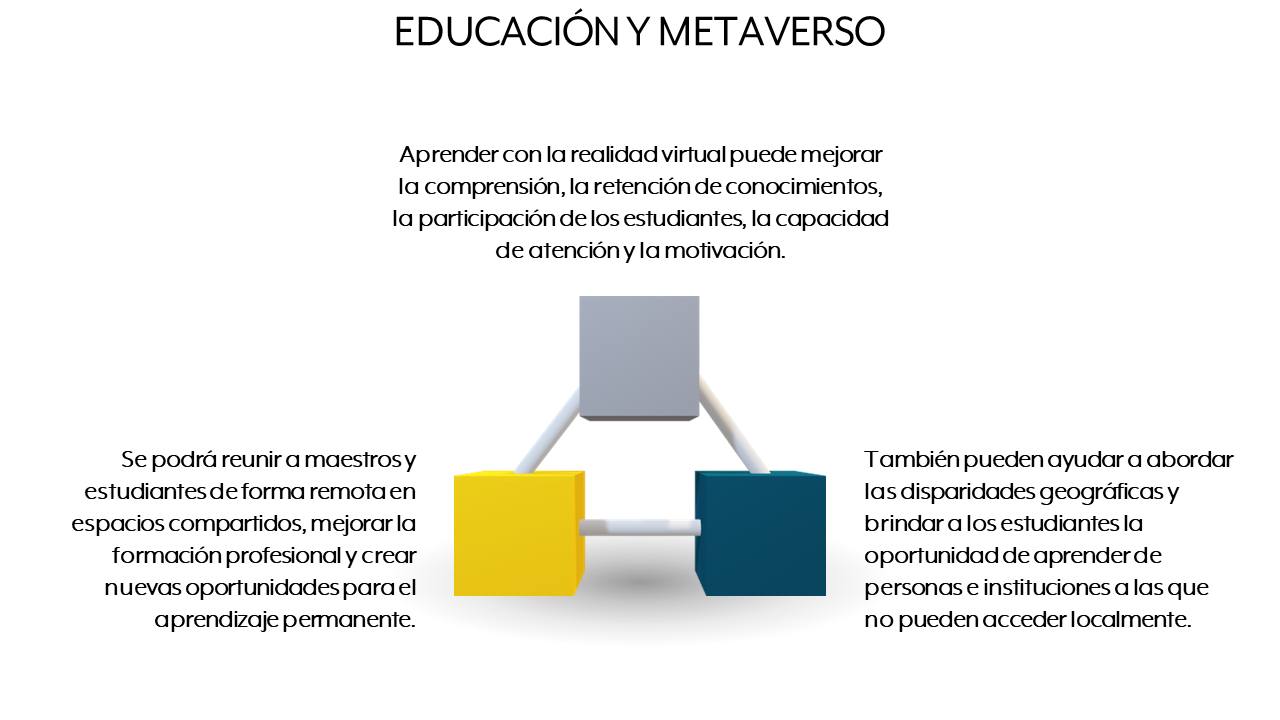 EDUCACIÓN Y METAVERSO
Aprender con la realidad virtual puede mejorar
la comprensión, la retención de conocimientos,
la participación de los estudiantes, la capacidad
de atención y la motivación.
Se podrá reunir a maestros y
estudiantes de forma remota en
espacios compartidos, mejorar la
formación profesional y crear
nuevas oportunidades para el
aprendizaje permanente.
También pueden ayudar a abordar
las disparidades geográficas y
brindar a los estudiantes la
oportunidad de aprender de
personas e instituciones a las que
no pueden acceder localmente.